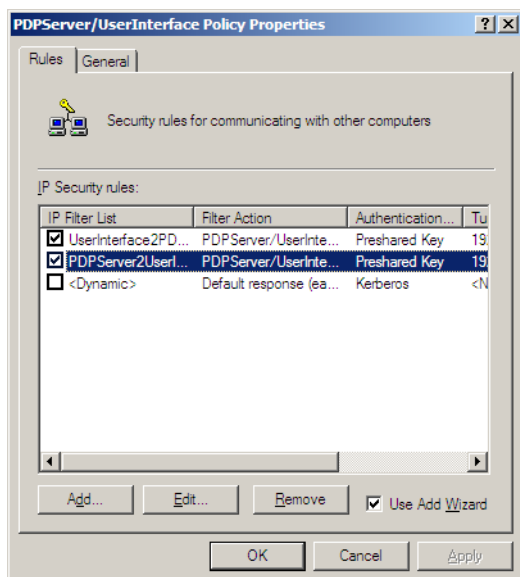 PDPServer/UserInterface Policy Properties
Rules General
Security rules for communicating with other computers
IP Security rules:
IP Filter List Filter Action Authentication... Tu
UserInterface2PD... PDPServer/UserInte... Preshared Key 19
PDPServer2UserI... PDPServer/UserInte... Preshared Key 19
<Dynamic> Default response (ea... Kerberos <N
Add... Edit... Remove Use Add Wizard
OK Cancel Apply